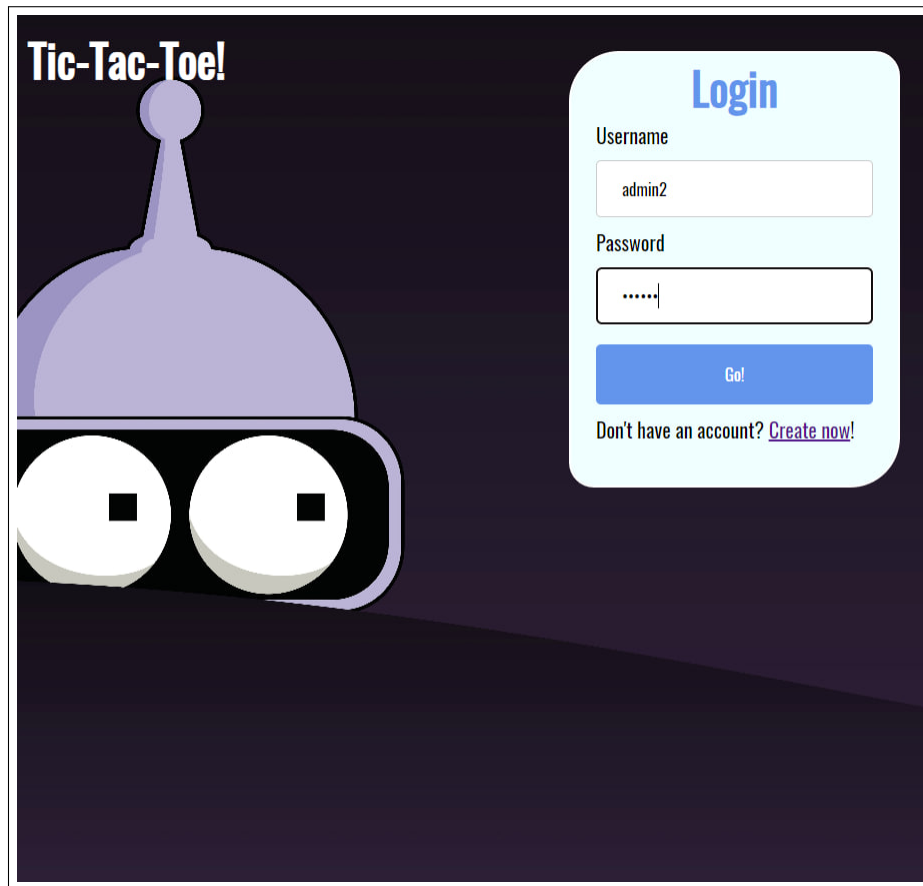 Tic-Tac-Toe!
Login
Username
admin2
Password
••••••
Go!
Don't have an account? Create now!